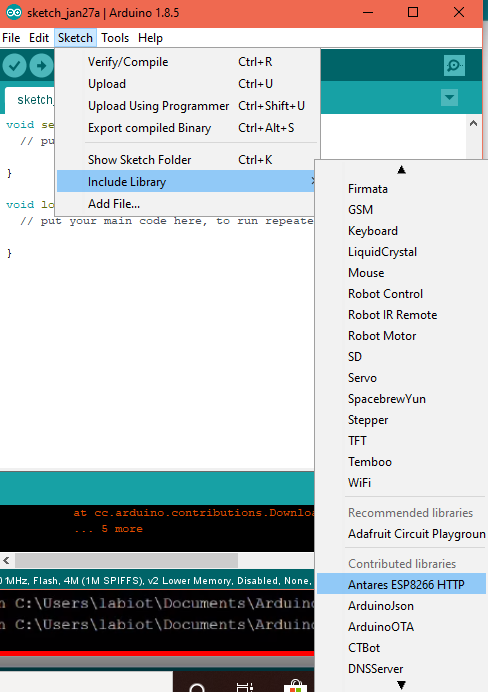 sketch_jan27a | Arduino 1.8.5
File Edit Sketch Tools Help
Verify/Compile Ctrl+R
Upload Ctrl+U
Upload Using Programmer Ctrl+Shift+U
Export compiled Binary Ctrl+Alt+S
Show Sketch Folder Ctrl+K
Include Library
Add File...
sketch_
void se
// pu
}
void lo
// put your main code here, to run repeate
}
Firmata
GSM
Keyboard
LiquidCrystal
Mouse
Robot Control
Robot IR Remote
Robot Motor
SD
Servo
SpacebrewYun
Stepper
TFT
Temboo
WiFi
Recommended libraries
Adafruit Circuit Playgroun
Contributed libraries
Antares ESP8266 HTTP
ArduinoJson
ArduinoOTA
CTBot
DNSServer
at cc.arduino.contributions.Downloa
... 5 more
0 MHz, Flash, 4M (1M SPIFFS), v2 Lower Memory, Disabled, None,
n C:\Users\labiot\Documents\Arduino
n C:\Users\labiot\Documents\Arduino